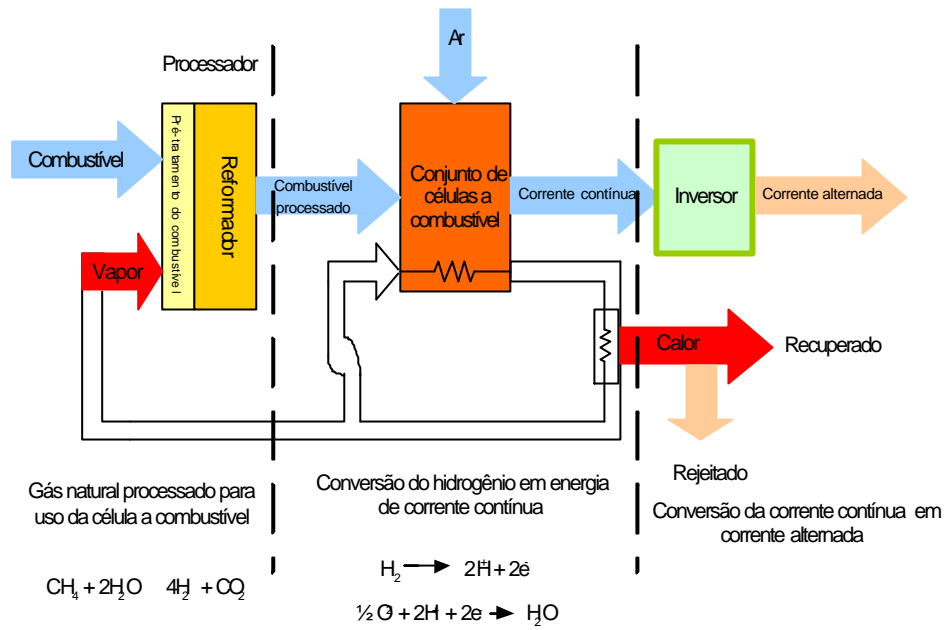 Ar
Processador
Combustível
Pré-tratamento do combustível
Reformador
Combustível
processado
Conjunto de
células a
combustível
Corrente contínua
Inversor
Corrente alternada
Vapor
Calor
Recuperado
Rejeitado
Gás natural processado para
uso da célula a combustível
Conversão do hidrogênio em energia
de corrente contínua
Conversão da corrente contínua em
corrente alternada
CH₄ + 2H₂O 4H₂ + CO₂
H₂ → 2H⁺ + 2e⁻
½ O² + 2H⁺ + 2e⁻ → H₂O